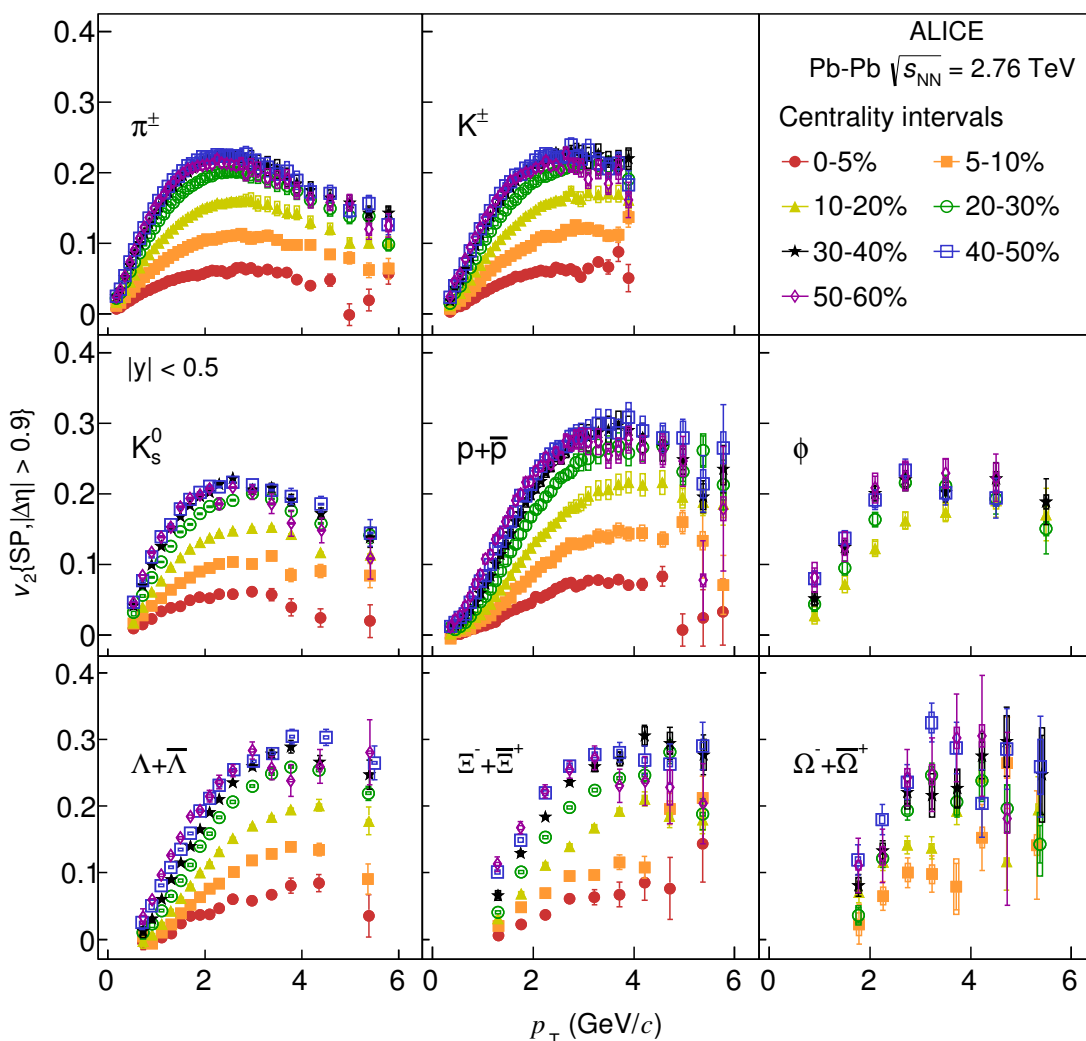 0.4
0.3
0.2
0.1
0
π±
K±
ALICE
Pb-Pb √sNN = 2.76 TeV
Centrality intervals
0-5%
5-10%
10-20%
20-30%
30-40%
40-50%
50-60%
v2{SP,|Δη| > 0.9}
0.4
0.3
0.2
0.1
0
|y| < 0.5
K0s
p+p̅
ϕ
0.4
0.3
0.2
0.1
0
Λ+Λ̅
Ξ-+Ξ̅+
Ω-+Ω̅+
0 2 4 6
0 2 4 6
0 2 4 6
pT (GeV/c)